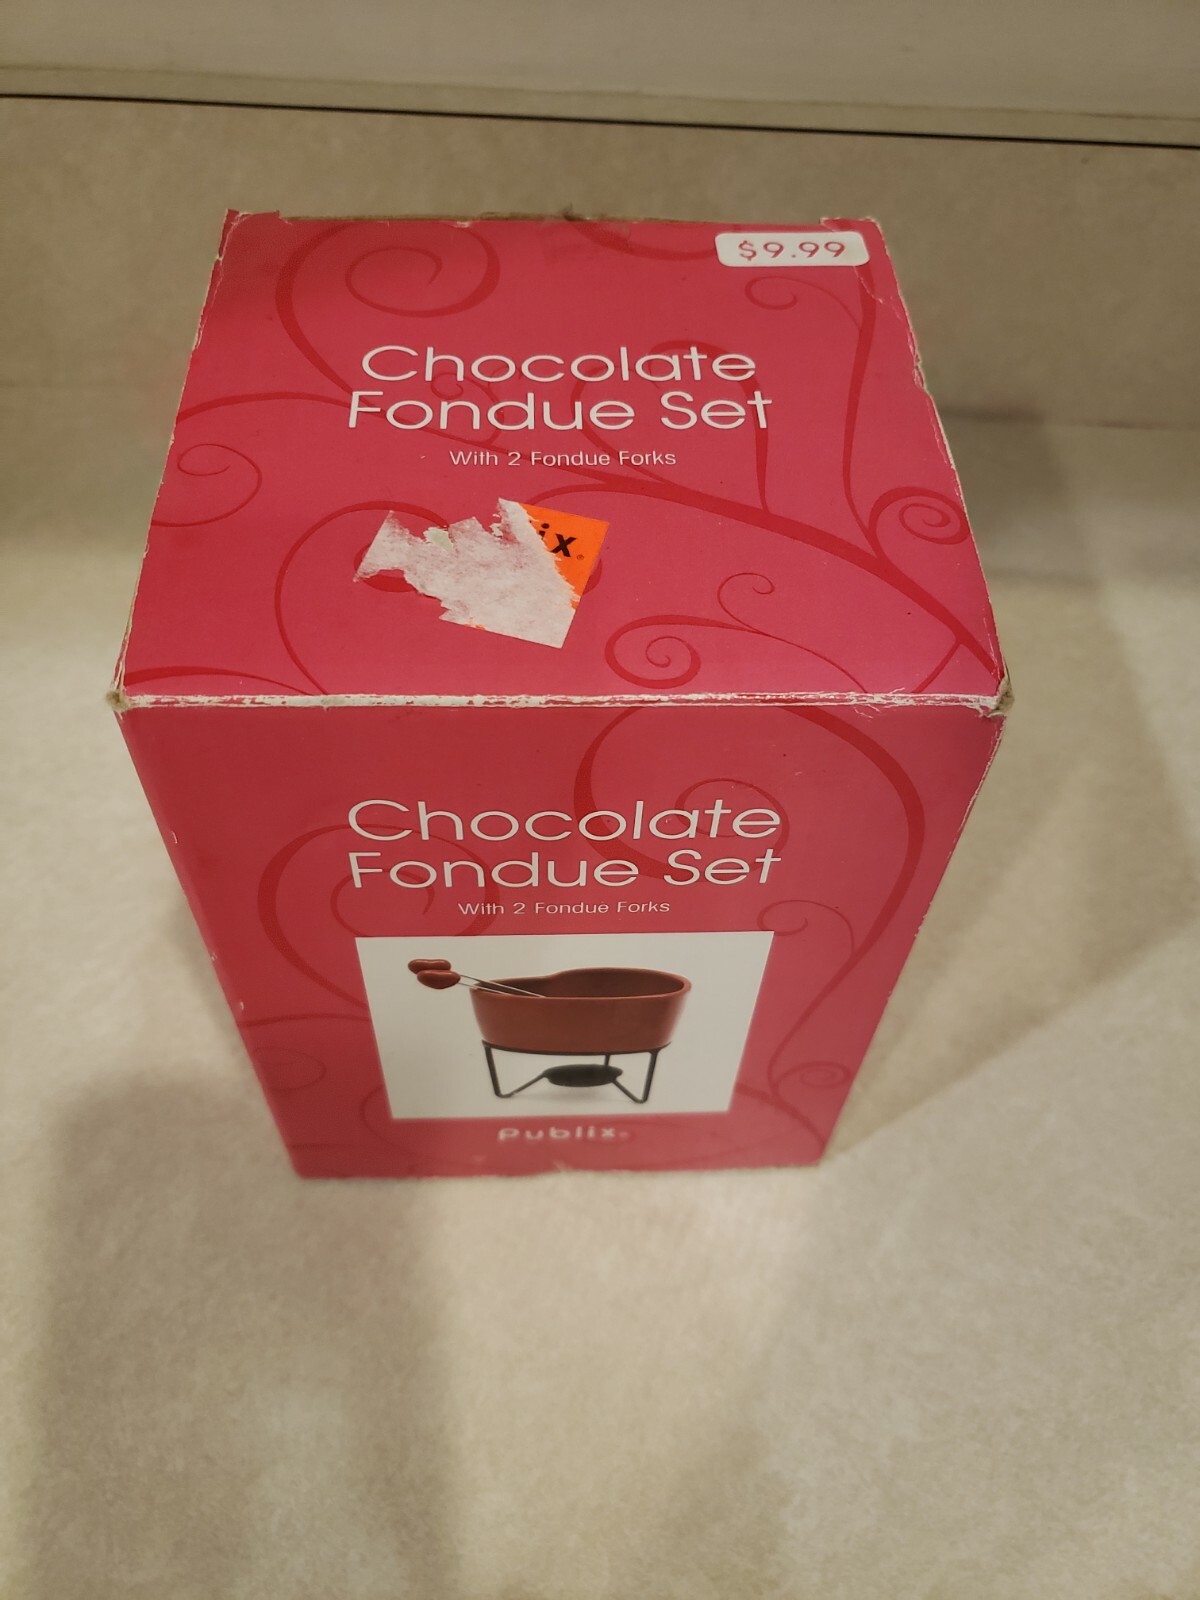 $9.99
Chocolate
Fondue Set
With 2 Fondue Forks
ix.
Chocolate
Fondue Set
With 2 Fondue Forks
Publix.